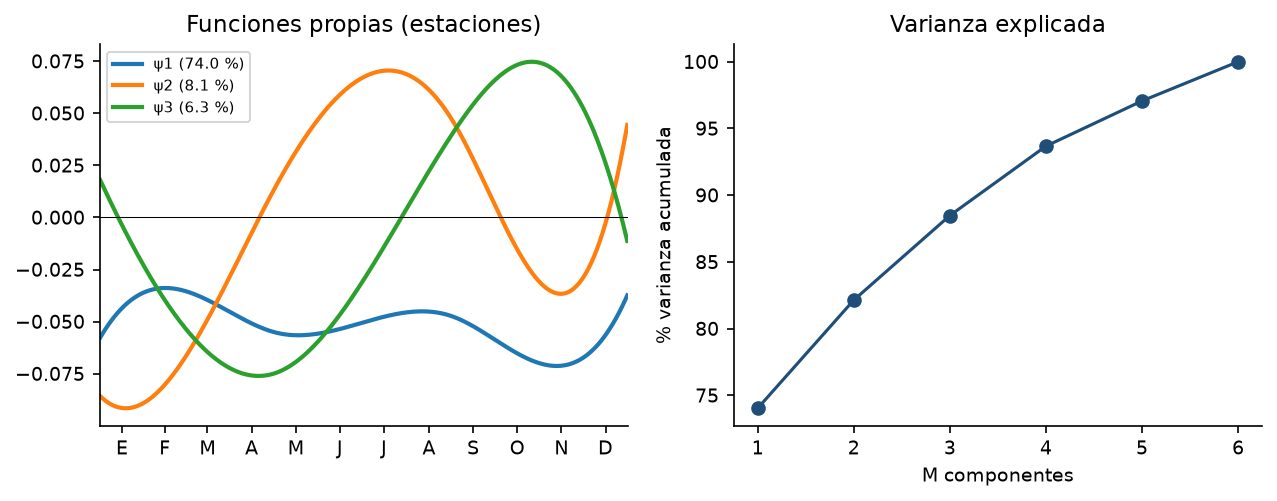 Funciones propias (estaciones)
ψ1 (74.0 %)
ψ2 (8.1 %)
ψ3 (6.3 %)
0.075
0.050
0.025
0.000
−0.025
−0.050
−0.075
E F M A M J J A S O N D
Varianza explicada
% varianza acumulada
100
95
90
85
80
75
1 2 3 4 5 6
M componentes